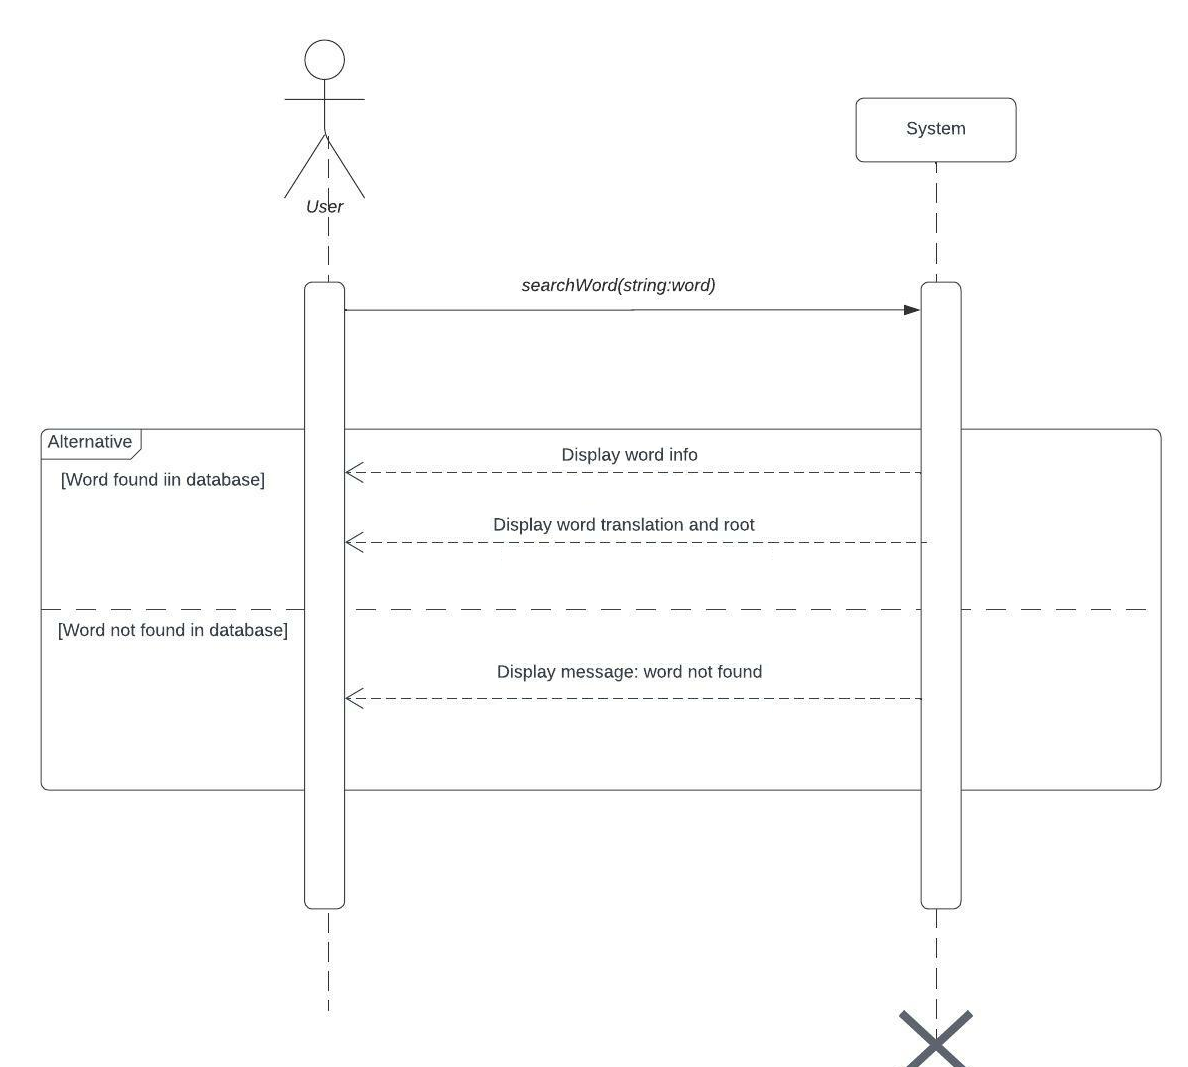 System
User
searchWord(string:word)
Alternative
Display word info
[Word found iin database]
Display word translation and root
[Word not found in database]
Display message: word not found